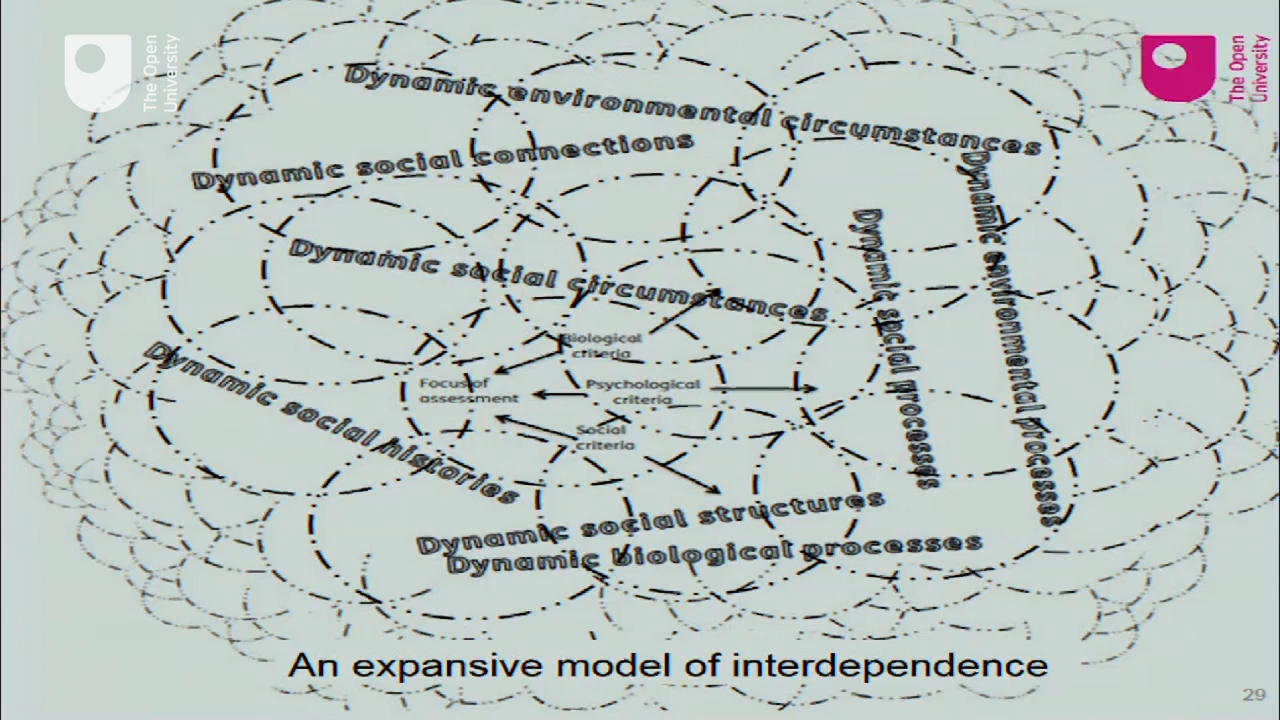 The Open
University
The Open
University
Dynamic environmental circumstances
Dynamic social connections
Dynamic social circumstances
Dynamic social processes
Dynamic environmental processes
Biological
criteria
Dynamic social histories
Focus of
assessment
Psychological
criteria
Social
criteria
Dynamic social structures
Dynamic biological processes
An expansive model of interdependence
29